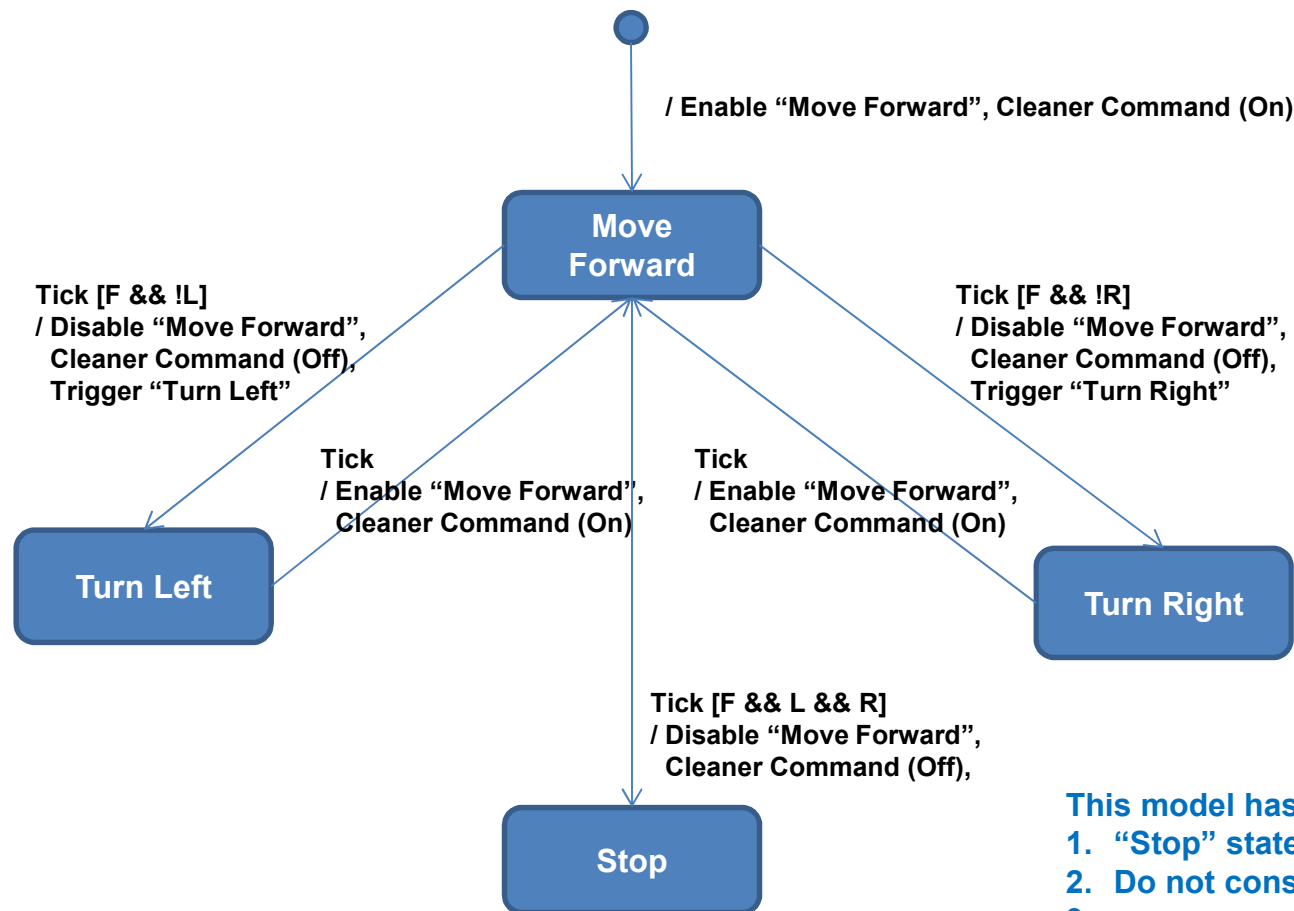 / Enable “Move Forward”, Cleaner Command (On)
Move
Forward
Tick [F && !L]
/ Disable “Move Forward”,
Cleaner Command (Off),
Trigger “Turn Left”
Tick [F && !R]
/ Disable “Move Forward”,
Cleaner Command (Off),
Trigger “Turn Right”
Tick
/ Enable “Move Forward”,
Cleaner Command (On)
Tick
/ Enable “Move Forward”,
Cleaner Command (On)
Turn Left
Turn Right
Tick [F && L && R]
/ Disable “Move Forward”,
Cleaner Command (Off),
Stop
This model has
1. “Stop” state
2. Do not cons